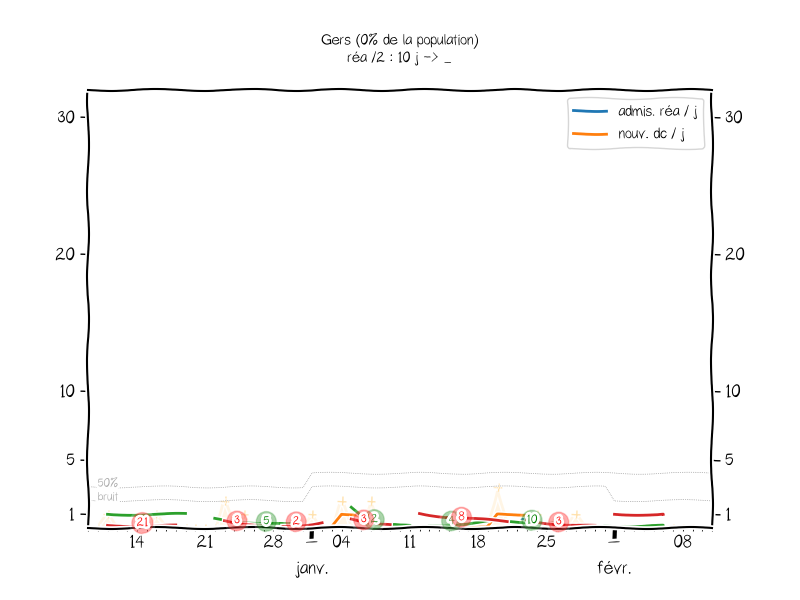 Gers (0% de la population)
réa /2 : 10 j -> _
admis. réa / j
nouv. dc / j
30 30
20 20
10 10
5 5
50%
bruit
1 1
21 3 5 2 3 2 8 10 3
14 21 28 04 11 18 25 08
janv. févr.